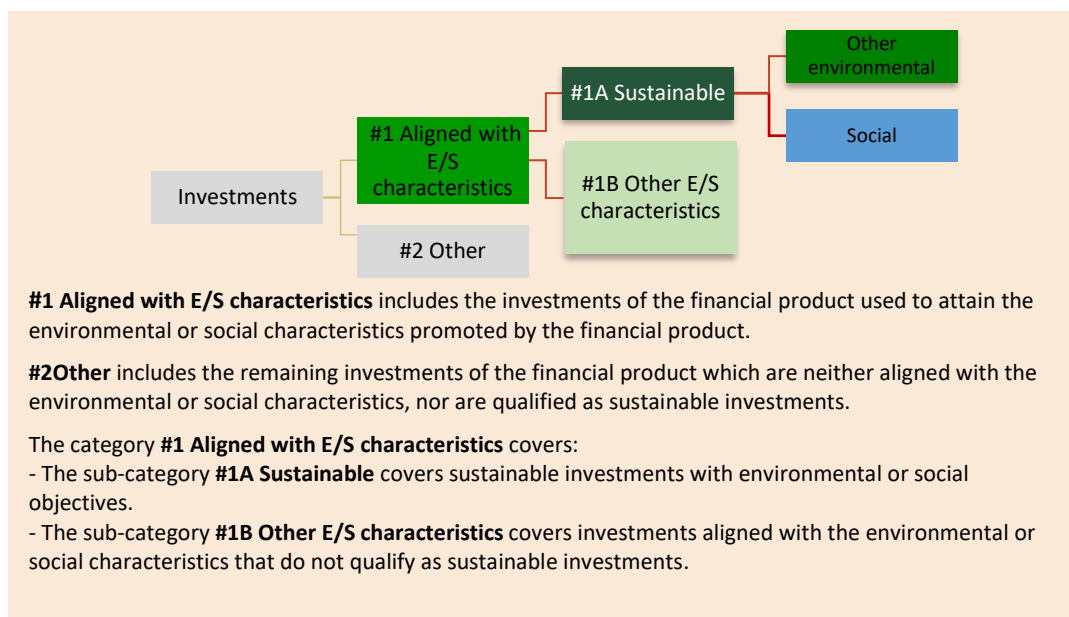 Other
environmental
#1A Sustainable
Social
#1 Aligned with
E/S
characteristics
#1B Other E/S
characteristics
Investments
#2 Other
#1 Aligned with E/S characteristics includes the investments of the financial product used to attain the
environmental or social characteristics promoted by the financial product.
#2Other includes the remaining investments of the financial product which are neither aligned with the
environmental or social characteristics, nor are qualified as sustainable investments.
The category #1 Aligned with E/S characteristics covers:
- The sub-category #1A Sustainable covers sustainable investments with environmental or social
objectives.
- The sub-category #1B Other E/S characteristics covers investments aligned with the environmental or
social characteristics that do not qualify as sustainable investments.